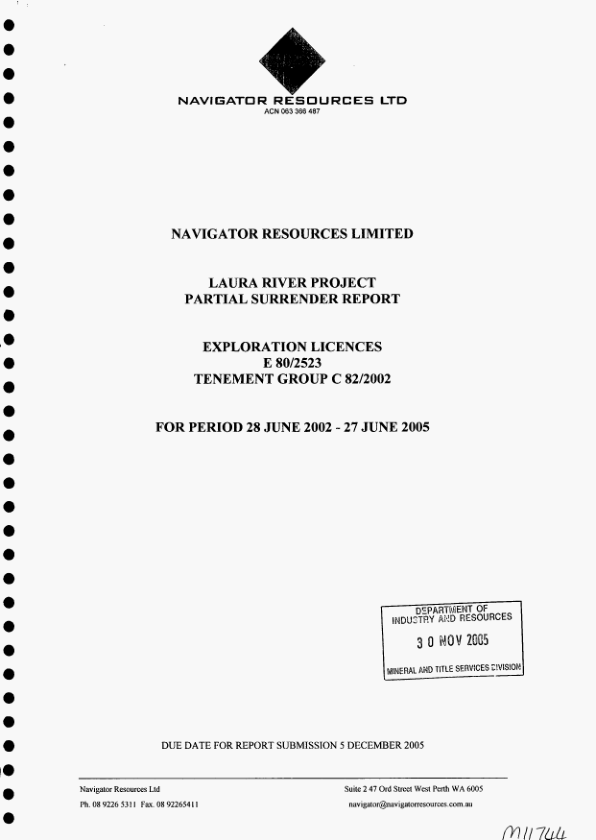 NAVIGATOR RESOURCES LTD
ACN 063 366 487
NAVIGATOR RESOURCES LIMITED
LAURA RIVER PROJECT
PARTIAL SURRENDER REPORT
EXPLORATION LICENCES
E 80/2523
TENEMENT GROUP C 82/2002
FOR PERIOD 28 JUNE 2002 - 27 JUNE 2005
DEPARTMENT OF
INDUSTRY AND RESOURCES
3 0 NOV 2005
MINERAL AND TITLE SERVICES DIVISION
DUE DATE FOR REPORT SUBMISSION 5 DECEMBER 2005
Navigator Resources Ltd Suite 2 47 Ord Street West Perth WA 6005
Ph. 08 9226 5311 Fax. 08 92265411 navigator@navigatorresources.com.au
M11744